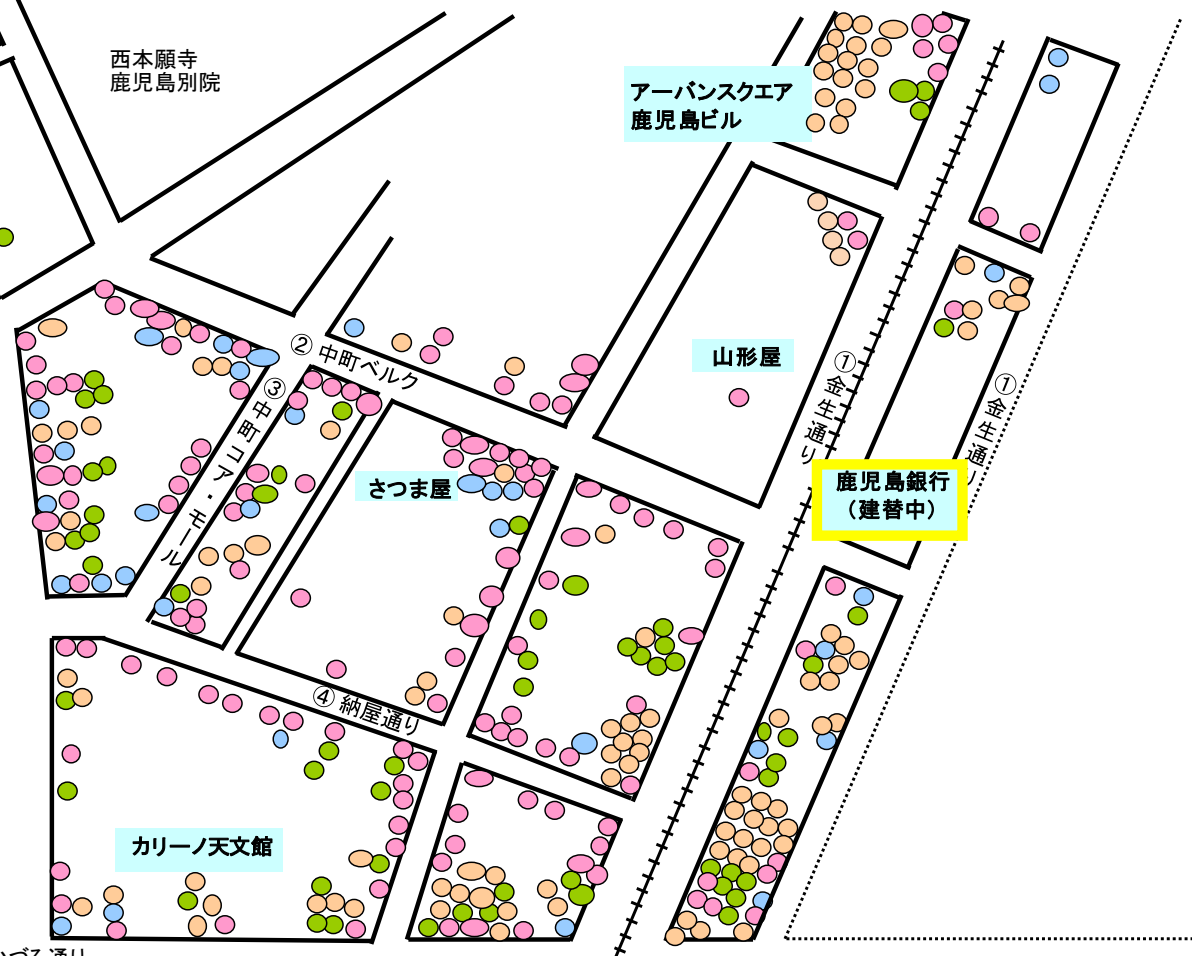 西本願寺
鹿児島別院
アーバンスクエア
鹿児島ビル
山形屋
② 中町ベルク
③ 中町コア・モール
① 金生通り
① 金生通り
さつま屋
鹿児島銀行
（建替中）
④ 納屋通り
カリーノ天文館